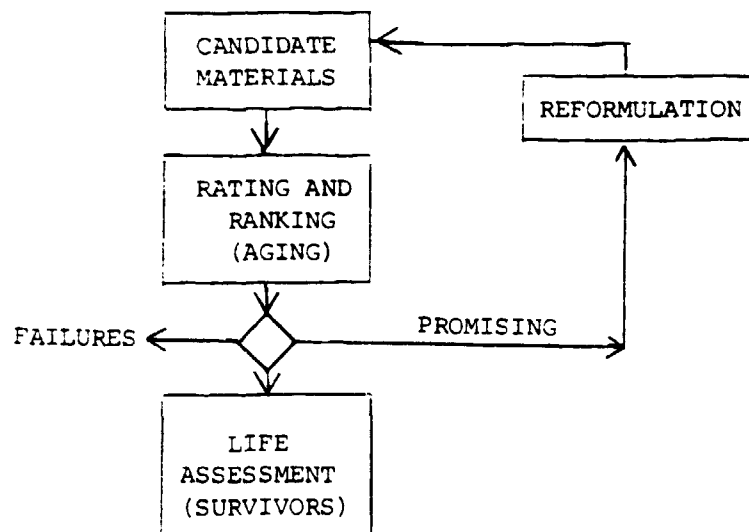 CANDIDATE
MATERIALS
REFORMULATION
RATING AND
RANKING
(AGING)
FAILURES
PROMISING
LIFE
ASSESSMENT
(SURVIVORS)